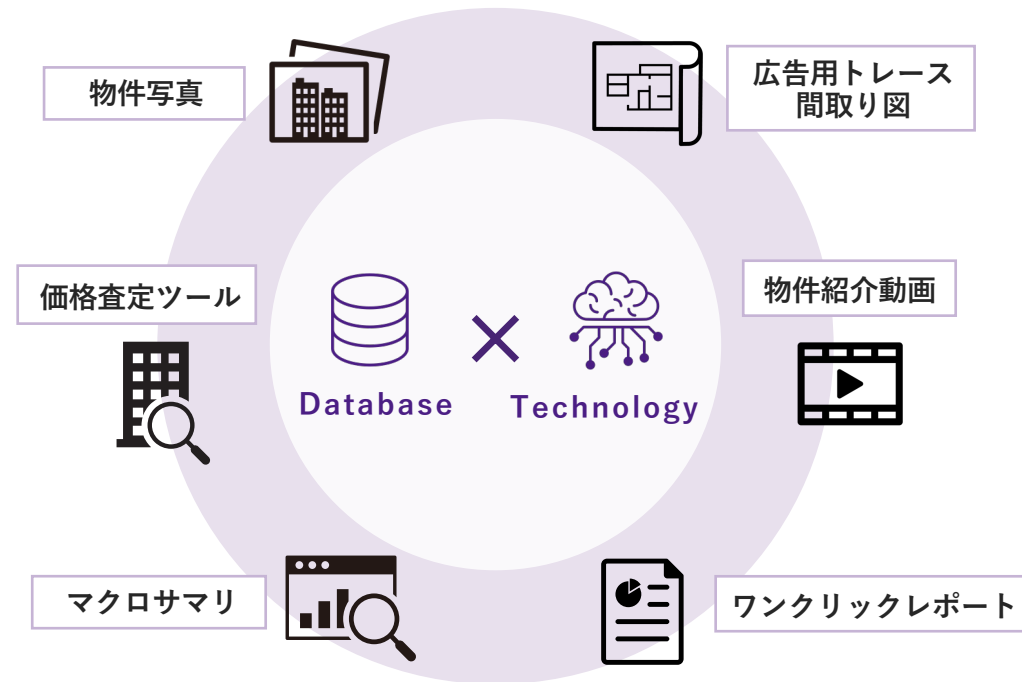 物件写真
広告用トレース
間取り図
価格査定ツール
物件紹介動画
Database
Technology
マクロサマリ
ワンクリックレポート